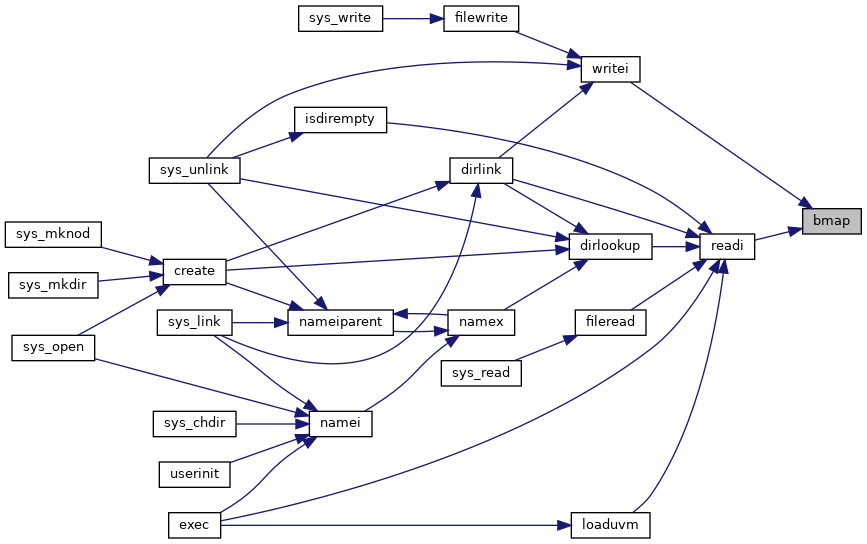 sys_write
filewrite
writei
isdirempty
sys_unlink
dirlink
bmap
sys_mknod
dirlookup
readi
create
sys_mkdir
sys_link
nameiparent
namex
fileread
sys_open
sys_read
sys_chdir
namei
userinit
exec
loaduvm